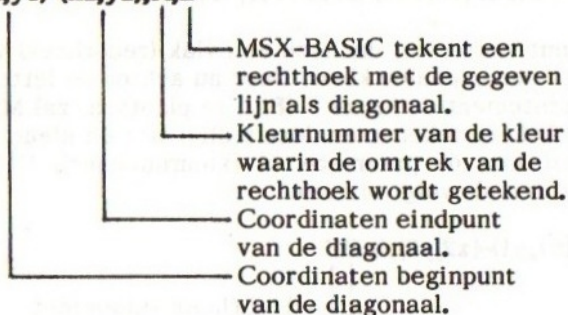 MSX-BASIC tekent een
rechthoek met de gegeven
lijn als diagonaal.
Kleurnummer van de kleur
waarin de omtrek van de
rechthoek wordt getekend.
Coordinaten eindpunt
van de diagonaal.
Coordinaten beginpunt
van de diagonaal.